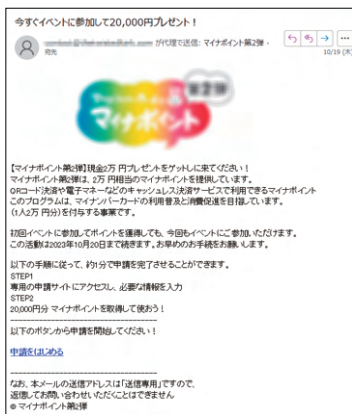 今すぐイベントに参加して20,000円プレゼント！
が代理で送信: マイナポイント第2弾・
宛先
10/19 (木)
第2弾
マイナポイント
【マイナポイント第2弾】現金2万 円プレゼントをゲットしに来てください！
マイナポイント第2弾は、2万 円相当のマイナポイントを提供しています。
QRコード決済や電子マネーなどのキャッシュレス決済サービスで利用できるマイナポイント
このプログラムは、マイナンバーカードの利用普及と消費促進を目指しています。
（1人2万 円分）を付与する事業です。
初回イベントに参加してポイントを獲得しても、今回もイベントにご参加いただけます。
この活動は2023年10月20日まで続きます。お早めのお手続をお願いします。
以下の手順に従って、約1分で申請を完了させることができます。
STEP1
専用の申請サイトにアクセスし、必要な情報を入力
STEP2
20,000円分 マイナポイントを取得して使おう！
------------------------------------
以下のボタンから申請を開始してください！
申請をはじめる
------------------------------------
なお、本メールの送信アドレスは「送信専用」ですので、
返信してお問い合わせいただくことはできません
© マイナポイント第2弾